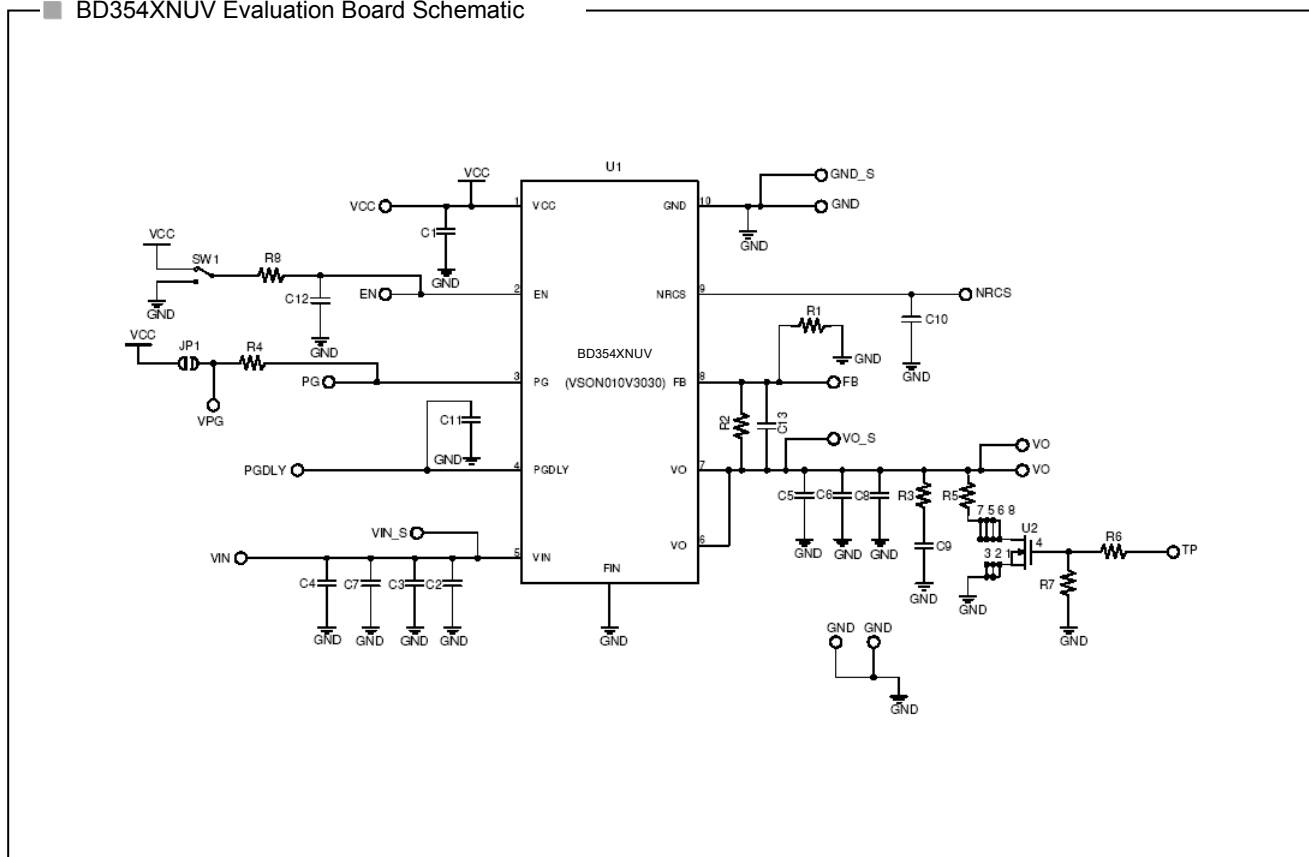 BD354XNUV Evaluation Board Schematic
U1
VCC
VCC
1
VCC
GND
10
GND_S
GND
GND
C1
GND
VCC
SW1
R8
GND
C12
GND
EN
2
EN
NRCS
9
NRCS
C10
GND
R1
GND
VCC
JP1
R4
VPG
PG
3
PG
BD354XNUV
(VSON010V3030)
FB
8
FB
R2
C13
C11
GND
PGDLY
4
PGDLY
VO
7
VO_S
VO
VO
C5
C6
C8
R3
R5
GND
GND
GND
C9
GND
7 5 6 8
U2
4
3 2 1
GND
R6
TP
R7
GND
VO
6
VIN_S
VIN
5
VIN
FIN
GND
C4
C7
C3
C2
GND
GND
GND
GND
GND
GND
GND